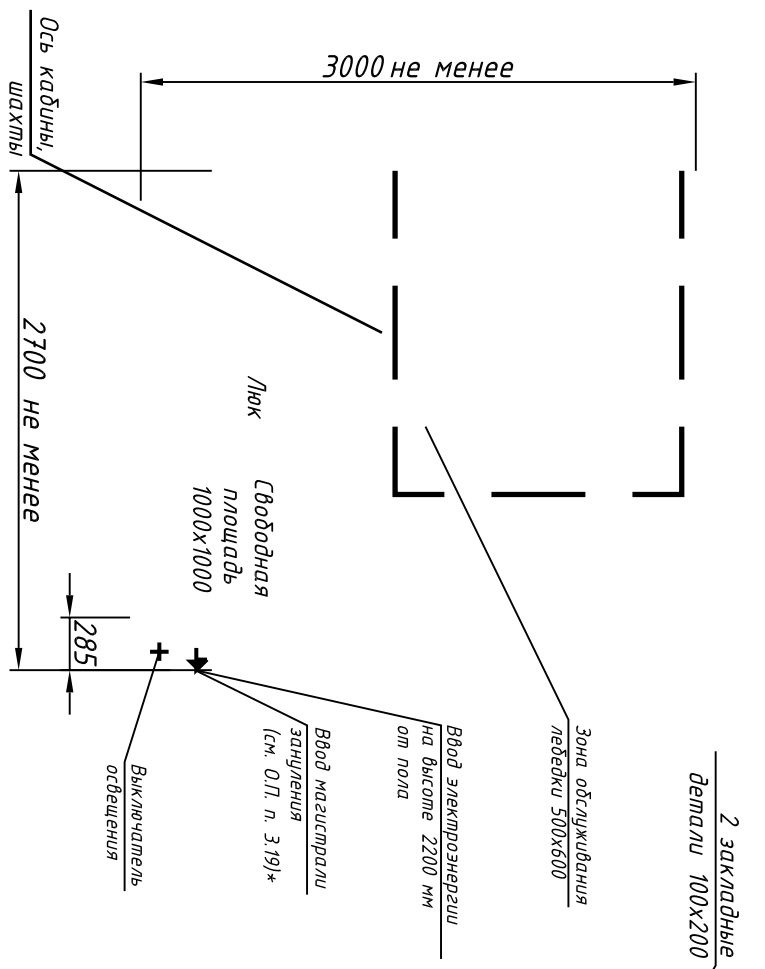 3000 не менее
Ось кабины,
шахты
2700 не менее
Люк
Свободная
площадь
1000х1000
285
Зона обслуживания
лебедки 500х600
Ввод электроэнергии
на высоте 2200 мм
от пола
Ввод магистрали
зануления
(см. О.П. п. 3.19)*
Выключатель
освещения
2 закладные
детали 100х200